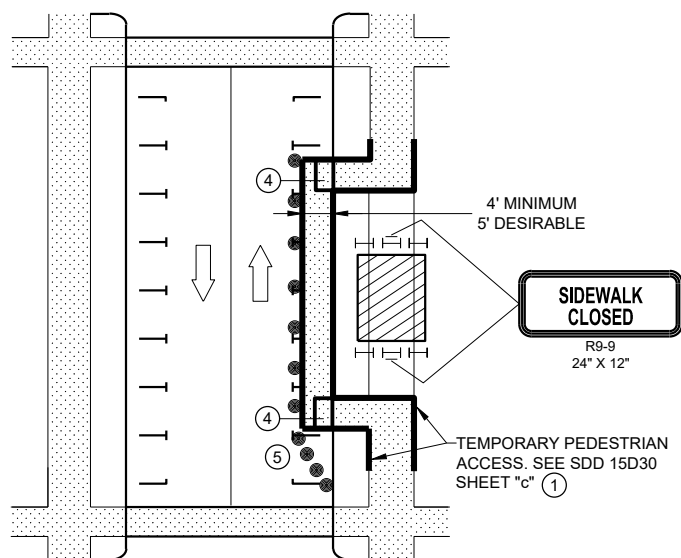 4
4' MINIMUM
5' DESIRABLE
SIDEWALK
CLOSED
R9-9
24" X 12"
4
5
TEMPORARY PEDESTRIAN
ACCESS. SEE SDD 15D30
SHEET "c" 1